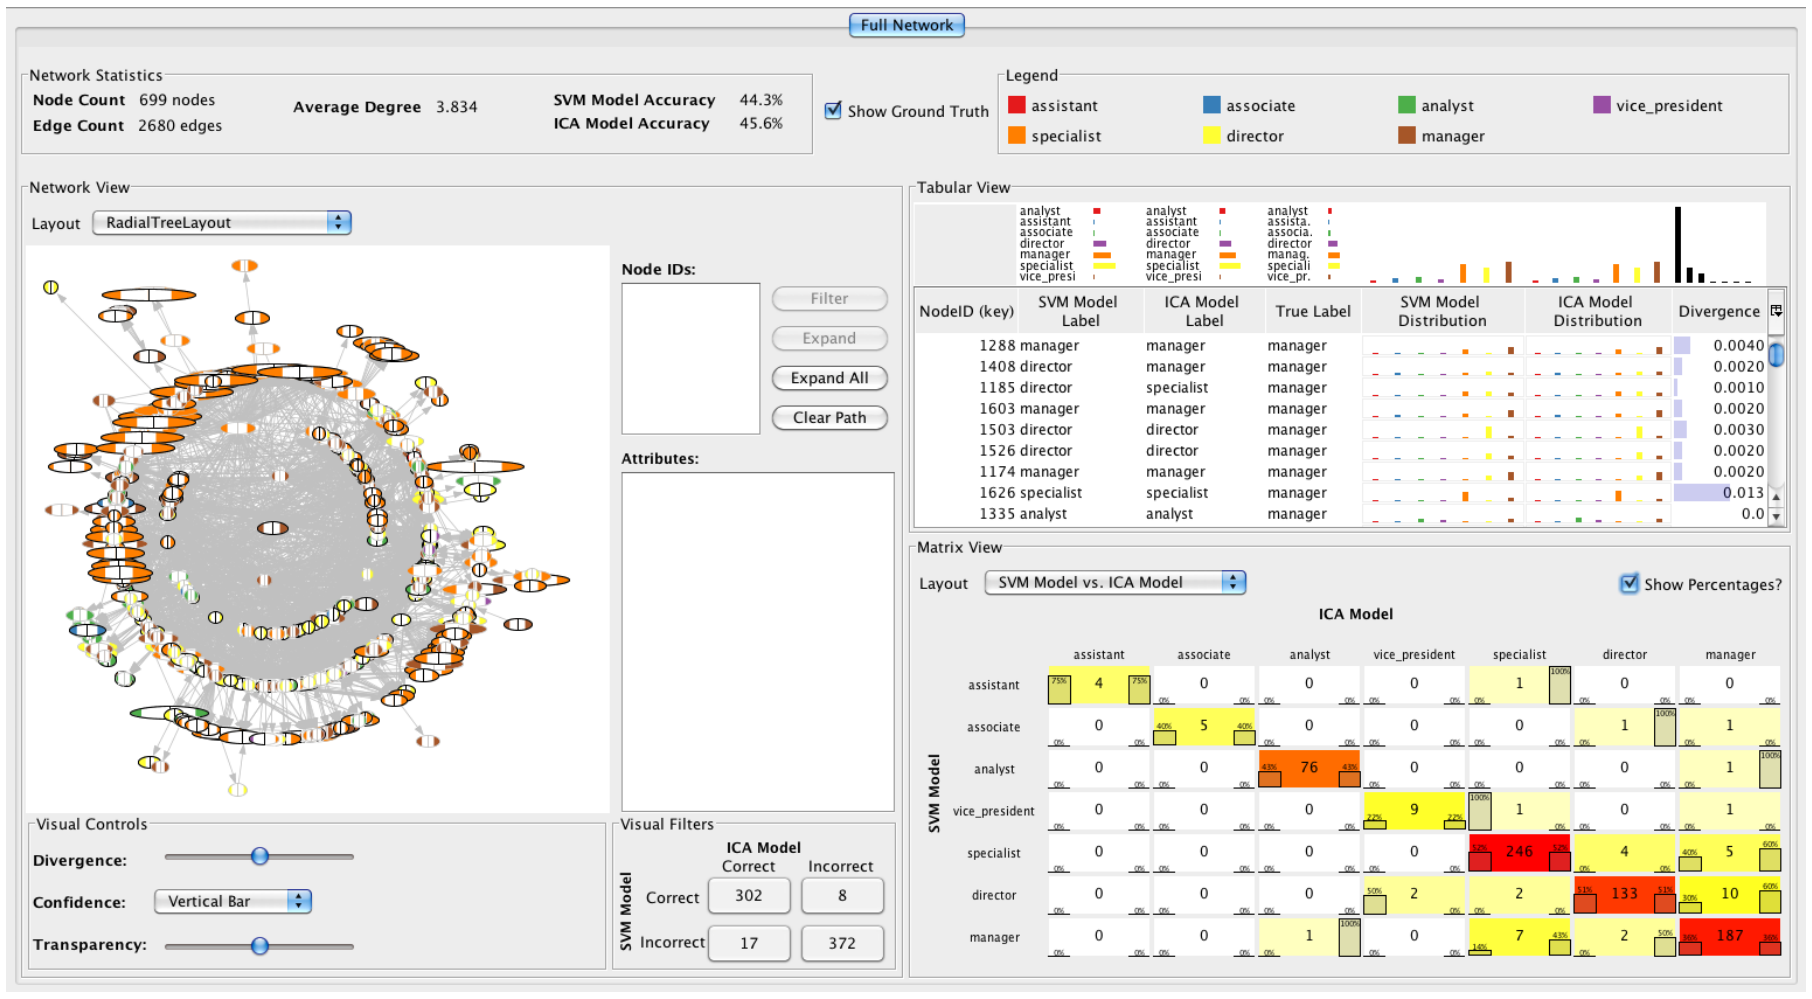 Full Network
Network Statistics
Node Count 699 nodes
Edge Count 2680 edges
Average Degree 3.834
SVM Model Accuracy 44.3%
ICA Model Accuracy 45.6%
Show Ground Truth
Legend
assistant associate analyst vice_president
specialist director manager
Network View
Layout RadialTreeLayout
Node IDs:
Filter
Expand
Expand All
Clear Path
Attributes:
Visual Controls
Divergence:
Confidence: Vertical Bar
Transparency:
Visual Filters
ICA Model
Correct Incorrect
SVM Model
Correct 302 8
Incorrect 17 372
Tabular View
analyst analyst analyst
assistant assistant assista.
associate associate associa.
director director director
manager manager manag.
specialist specialist speciali
vice_presi vice_presi vice_pr.
NodeID (key) SVM Model Label ICA Model Label True Label SVM Model Distribution ICA Model Distribution Divergence
1288 manager manager manager 0.0040
1408 director manager manager 0.0020
1185 director specialist manager 0.0010
1603 manager manager manager 0.0020
1503 director director manager 0.0030
1526 director director manager 0.0020
1174 manager manager manager 0.0020
1626 specialist specialist manager 0.013
1335 analyst analyst manager 0.0
Matrix View
Layout SVM Model vs. ICA Model
Show Percentages?
ICA Model
assistant associate analyst vice_president specialist director manager
SVM Model
assistant 4 0 0 0 1 0 0
associate 0 5 0 0 0 1 1
analyst 0 0 76 0 0 0 1
vice_president 0 0 0 9 1 0 1
specialist 0 0 0 0 246 4 5
director 0 0 0 2 2 133 10
manager 0 0 1 0 7 2 187